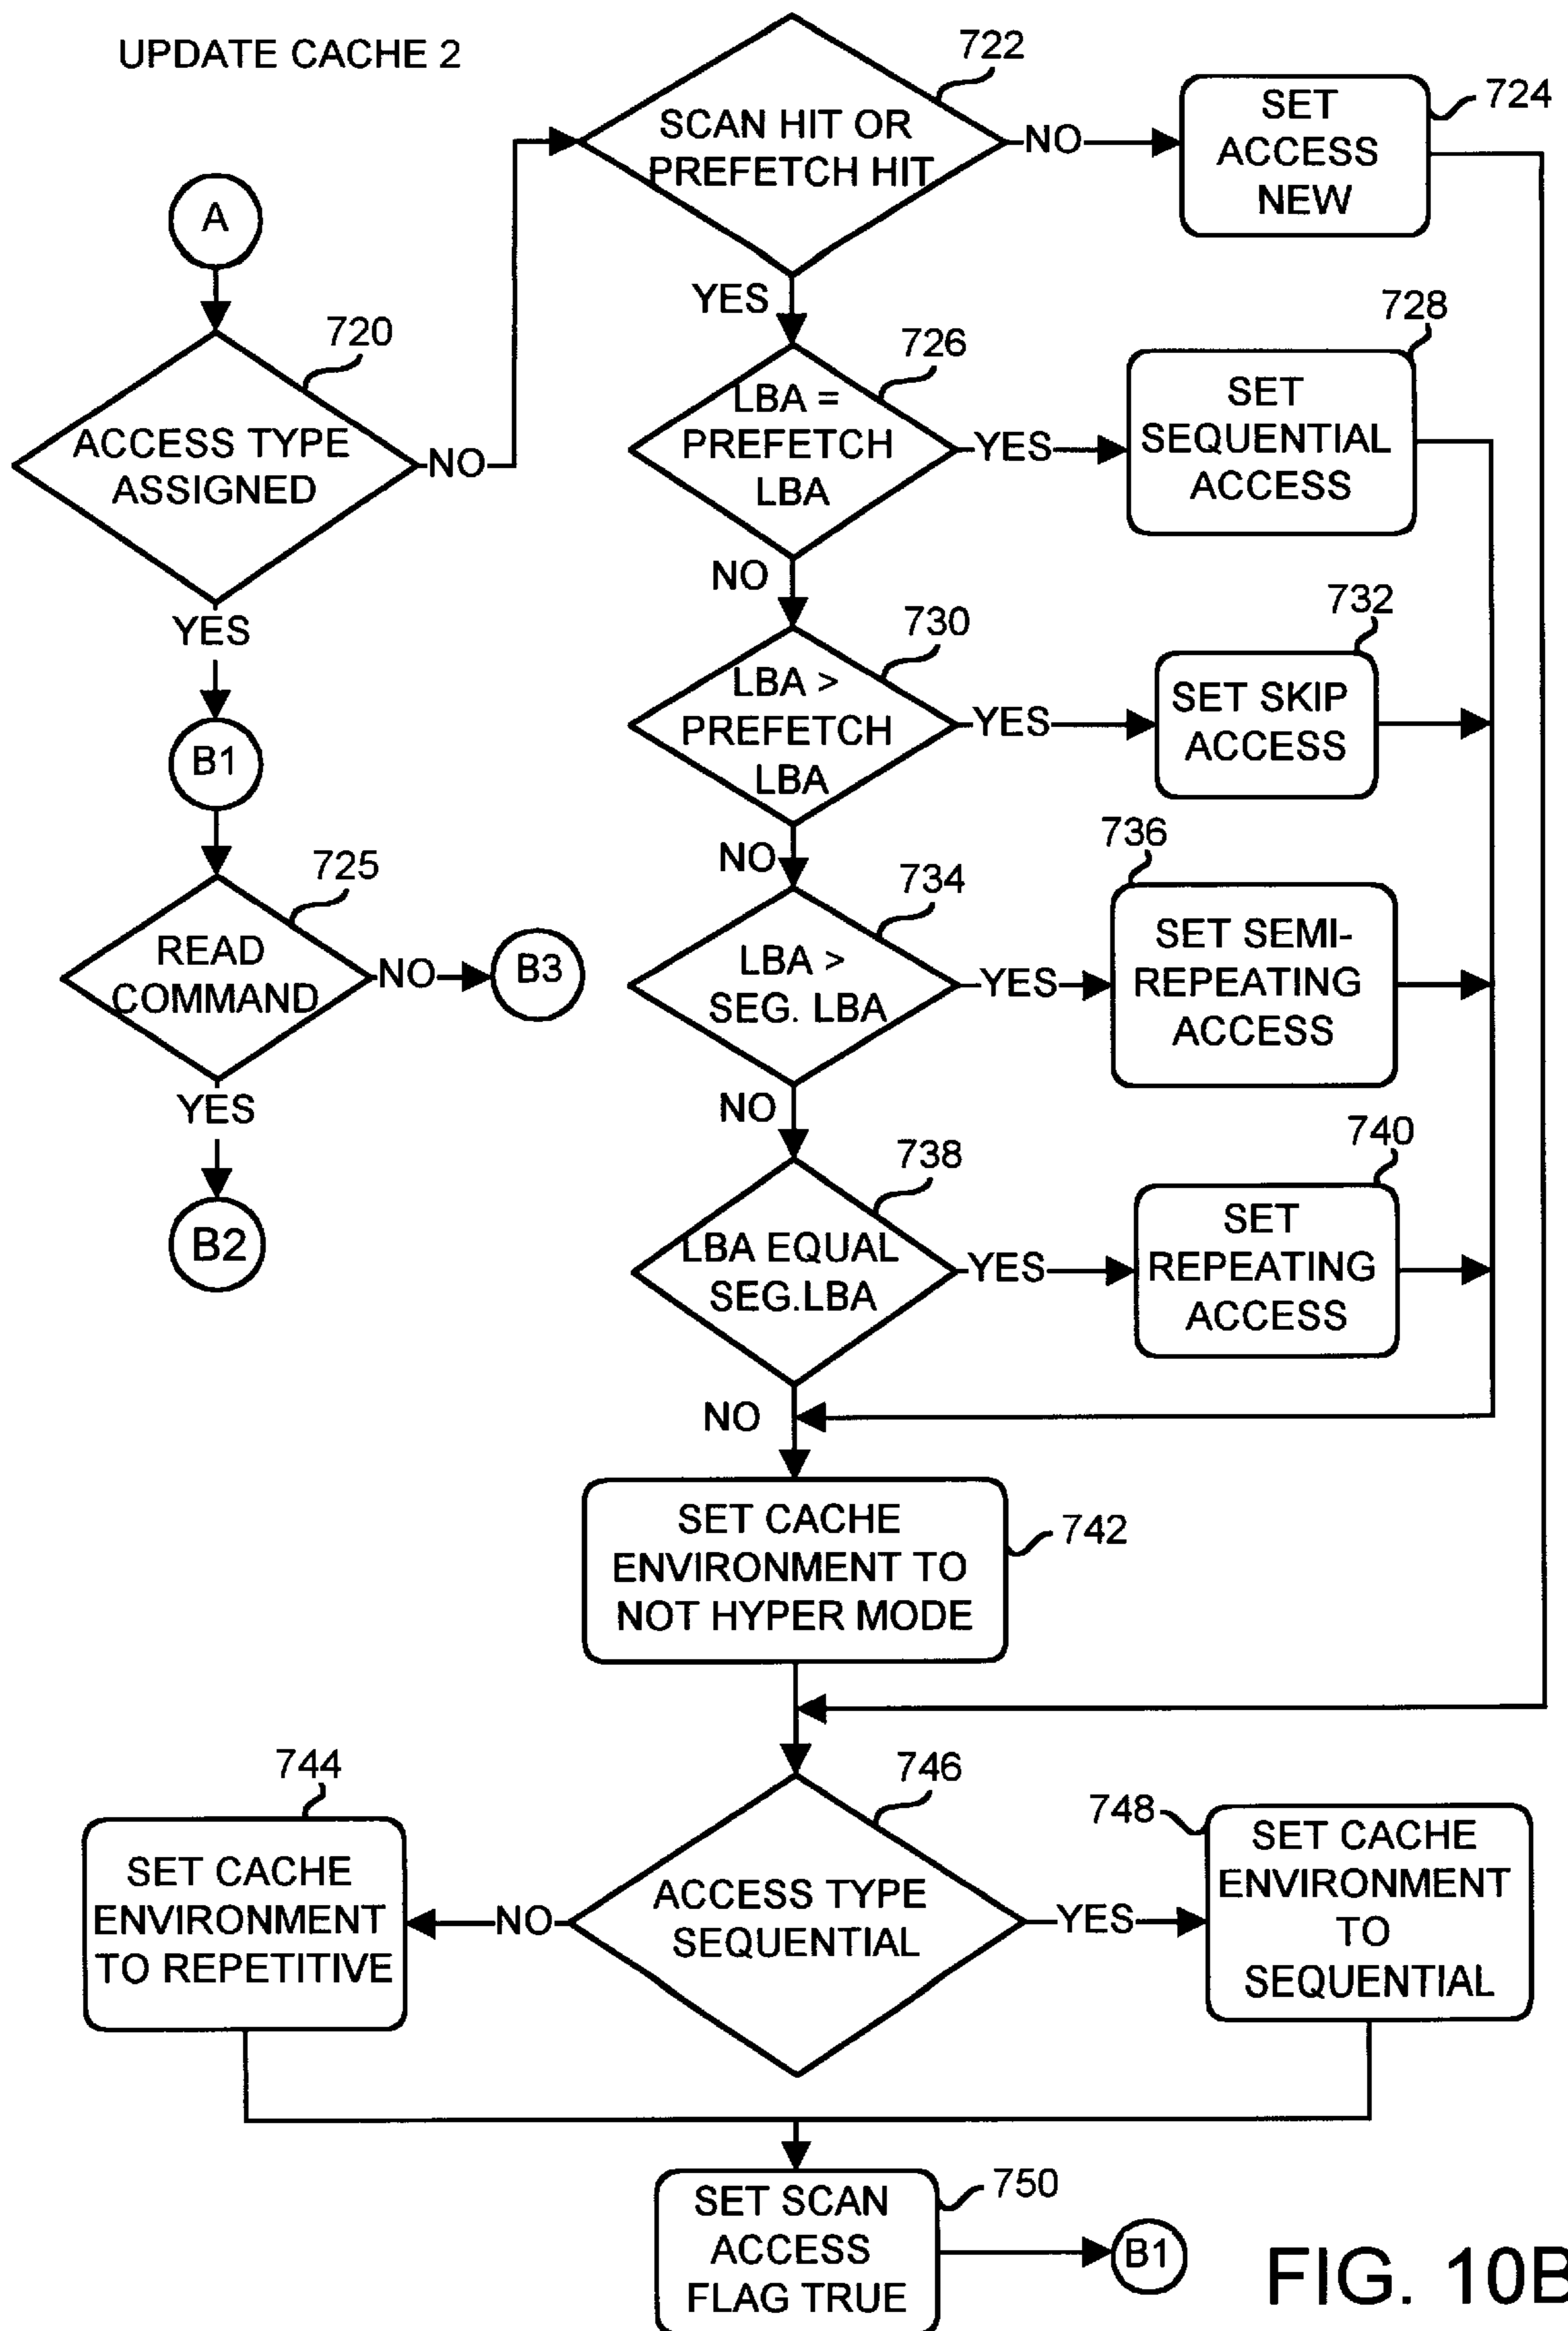 UPDATE CACHE 2
722
SCAN HIT OR
PREFETCH HIT
NO
SET
ACCESS
NEW
724
A
YES
720
ACCESS TYPE
ASSIGNED
NO
726
LBA =
PREFETCH
LBA
YES
728
SET
SEQUENTIAL
ACCESS
YES
NO
730
LBA >
PREFETCH
LBA
YES
732
SET SKIP
ACCESS
B1
NO
725
READ
COMMAND
NO
B3
734
LBA >
SEG. LBA
YES
736
SET SEMI-
REPEATING
ACCESS
YES
B2
NO
738
LBA EQUAL
SEG.LBA
YES
740
SET
REPEATING
ACCESS
NO
SET CACHE
ENVIRONMENT TO
NOT HYPER MODE
742
744
SET CACHE
ENVIRONMENT
TO REPETITIVE
NO
746
ACCESS TYPE
SEQUENTIAL
YES
748
SET CACHE
ENVIRONMENT
TO
SEQUENTIAL
SET SCAN
ACCESS
FLAG TRUE
750
B1
FIG. 10B